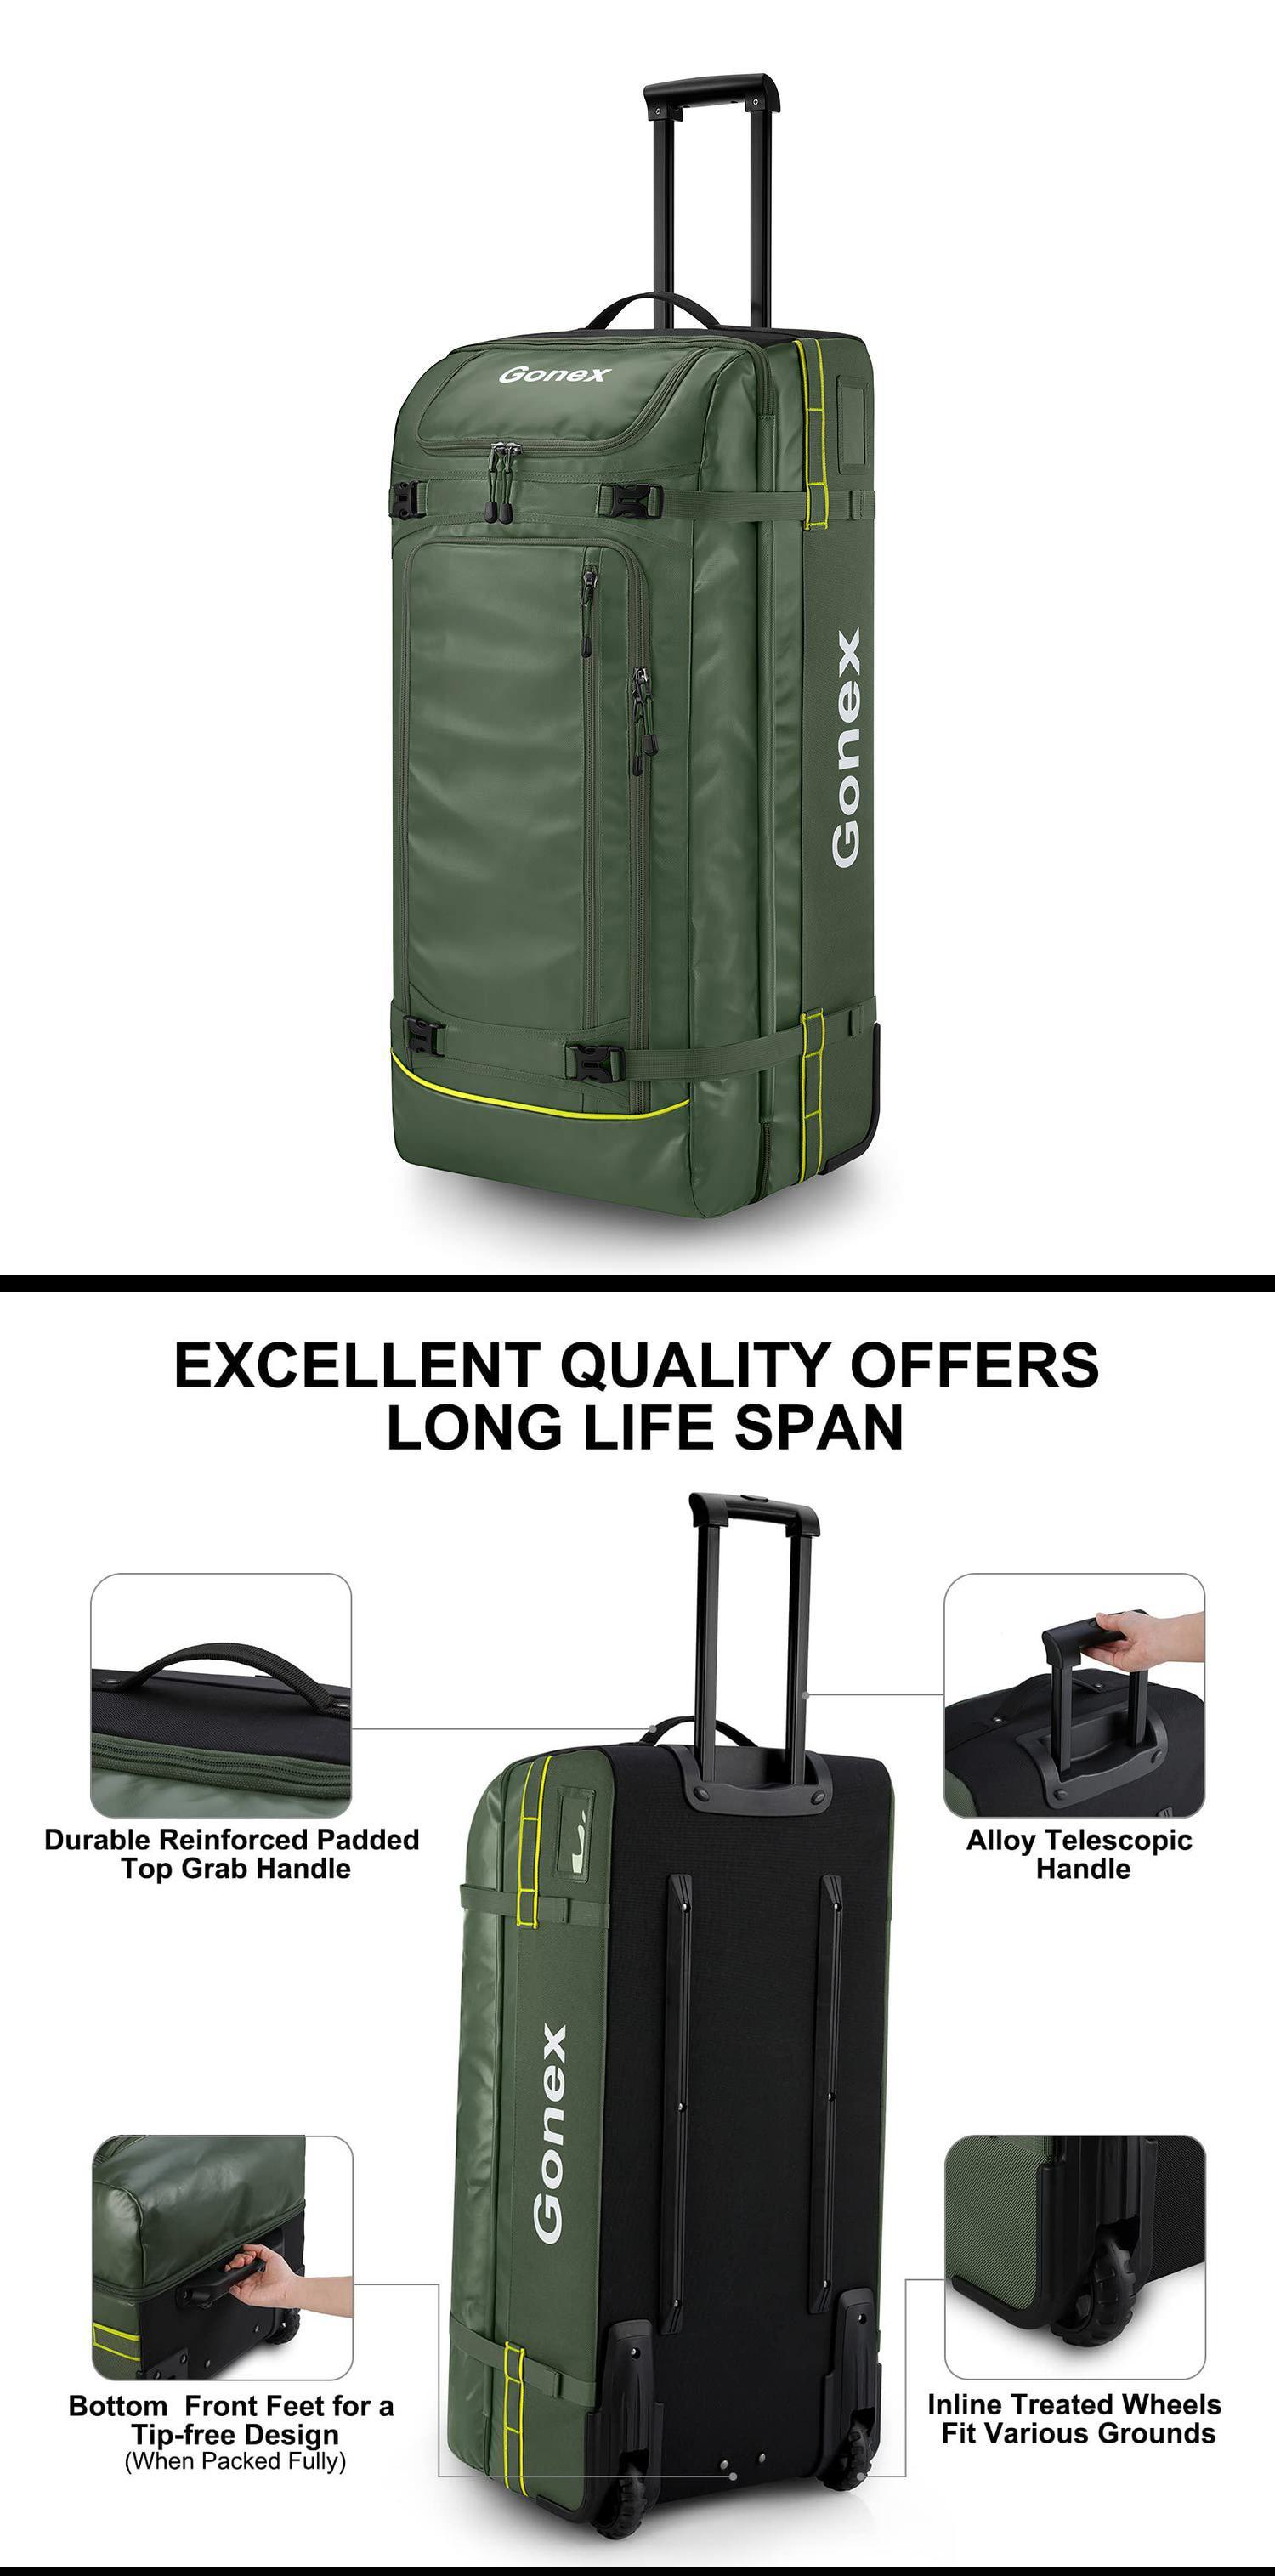 Gonex
Gonex
EXCELLENT QUALITY OFFERS
LONG LIFE SPAN
Durable Reinforced Padded
Top Grab Handle
Alloy Telescopic
Handle
Gonex
Bottom Front Feet for a
Tip-free Design
(When Packed Fully)
Inline Treated Wheels
Fit Various Grounds